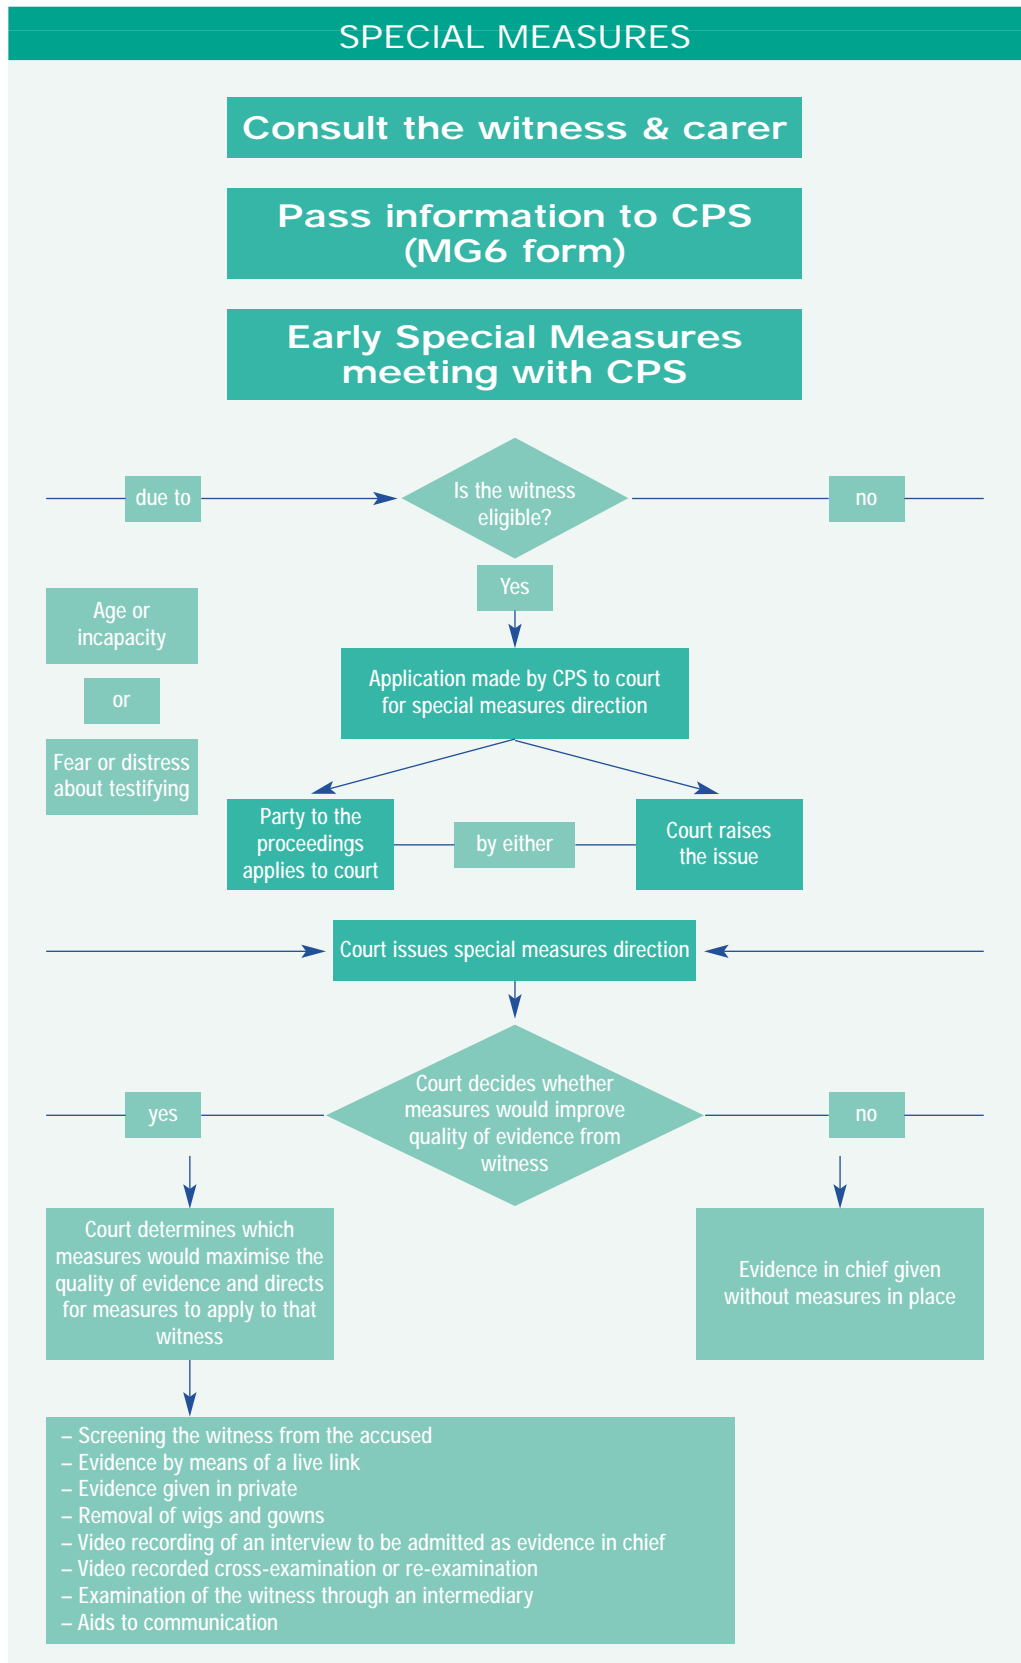 SPECIAL MEASURES
Consult the witness & carer
Pass information to CPS
(MG6 form)
Early Special Measures
meeting with CPS
due to
Is the witness
eligible?
no
Yes
Age or
incapacity
or
Fear or distress
about testifying
Application made by CPS to court
for special measures direction
Party to the
proceedings
applies to court
by either
Court raises
the issue
Court issues special measures direction
Court decides whether
measures would improve
quality of evidence from
witness
yes
no
Court determines which
measures would maximise the
quality of evidence and directs
for measures to apply to that
witness
Evidence in chief given
without measures in place
– Screening the witness from the accused
– Evidence by means of a live link
– Evidence given in private
– Removal of wigs and gowns
– Video recording of an interview to be admitted as evidence in chief
– Video recorded cross-examination or re-examination
– Examination of the witness through an intermediary
– Aids to communication